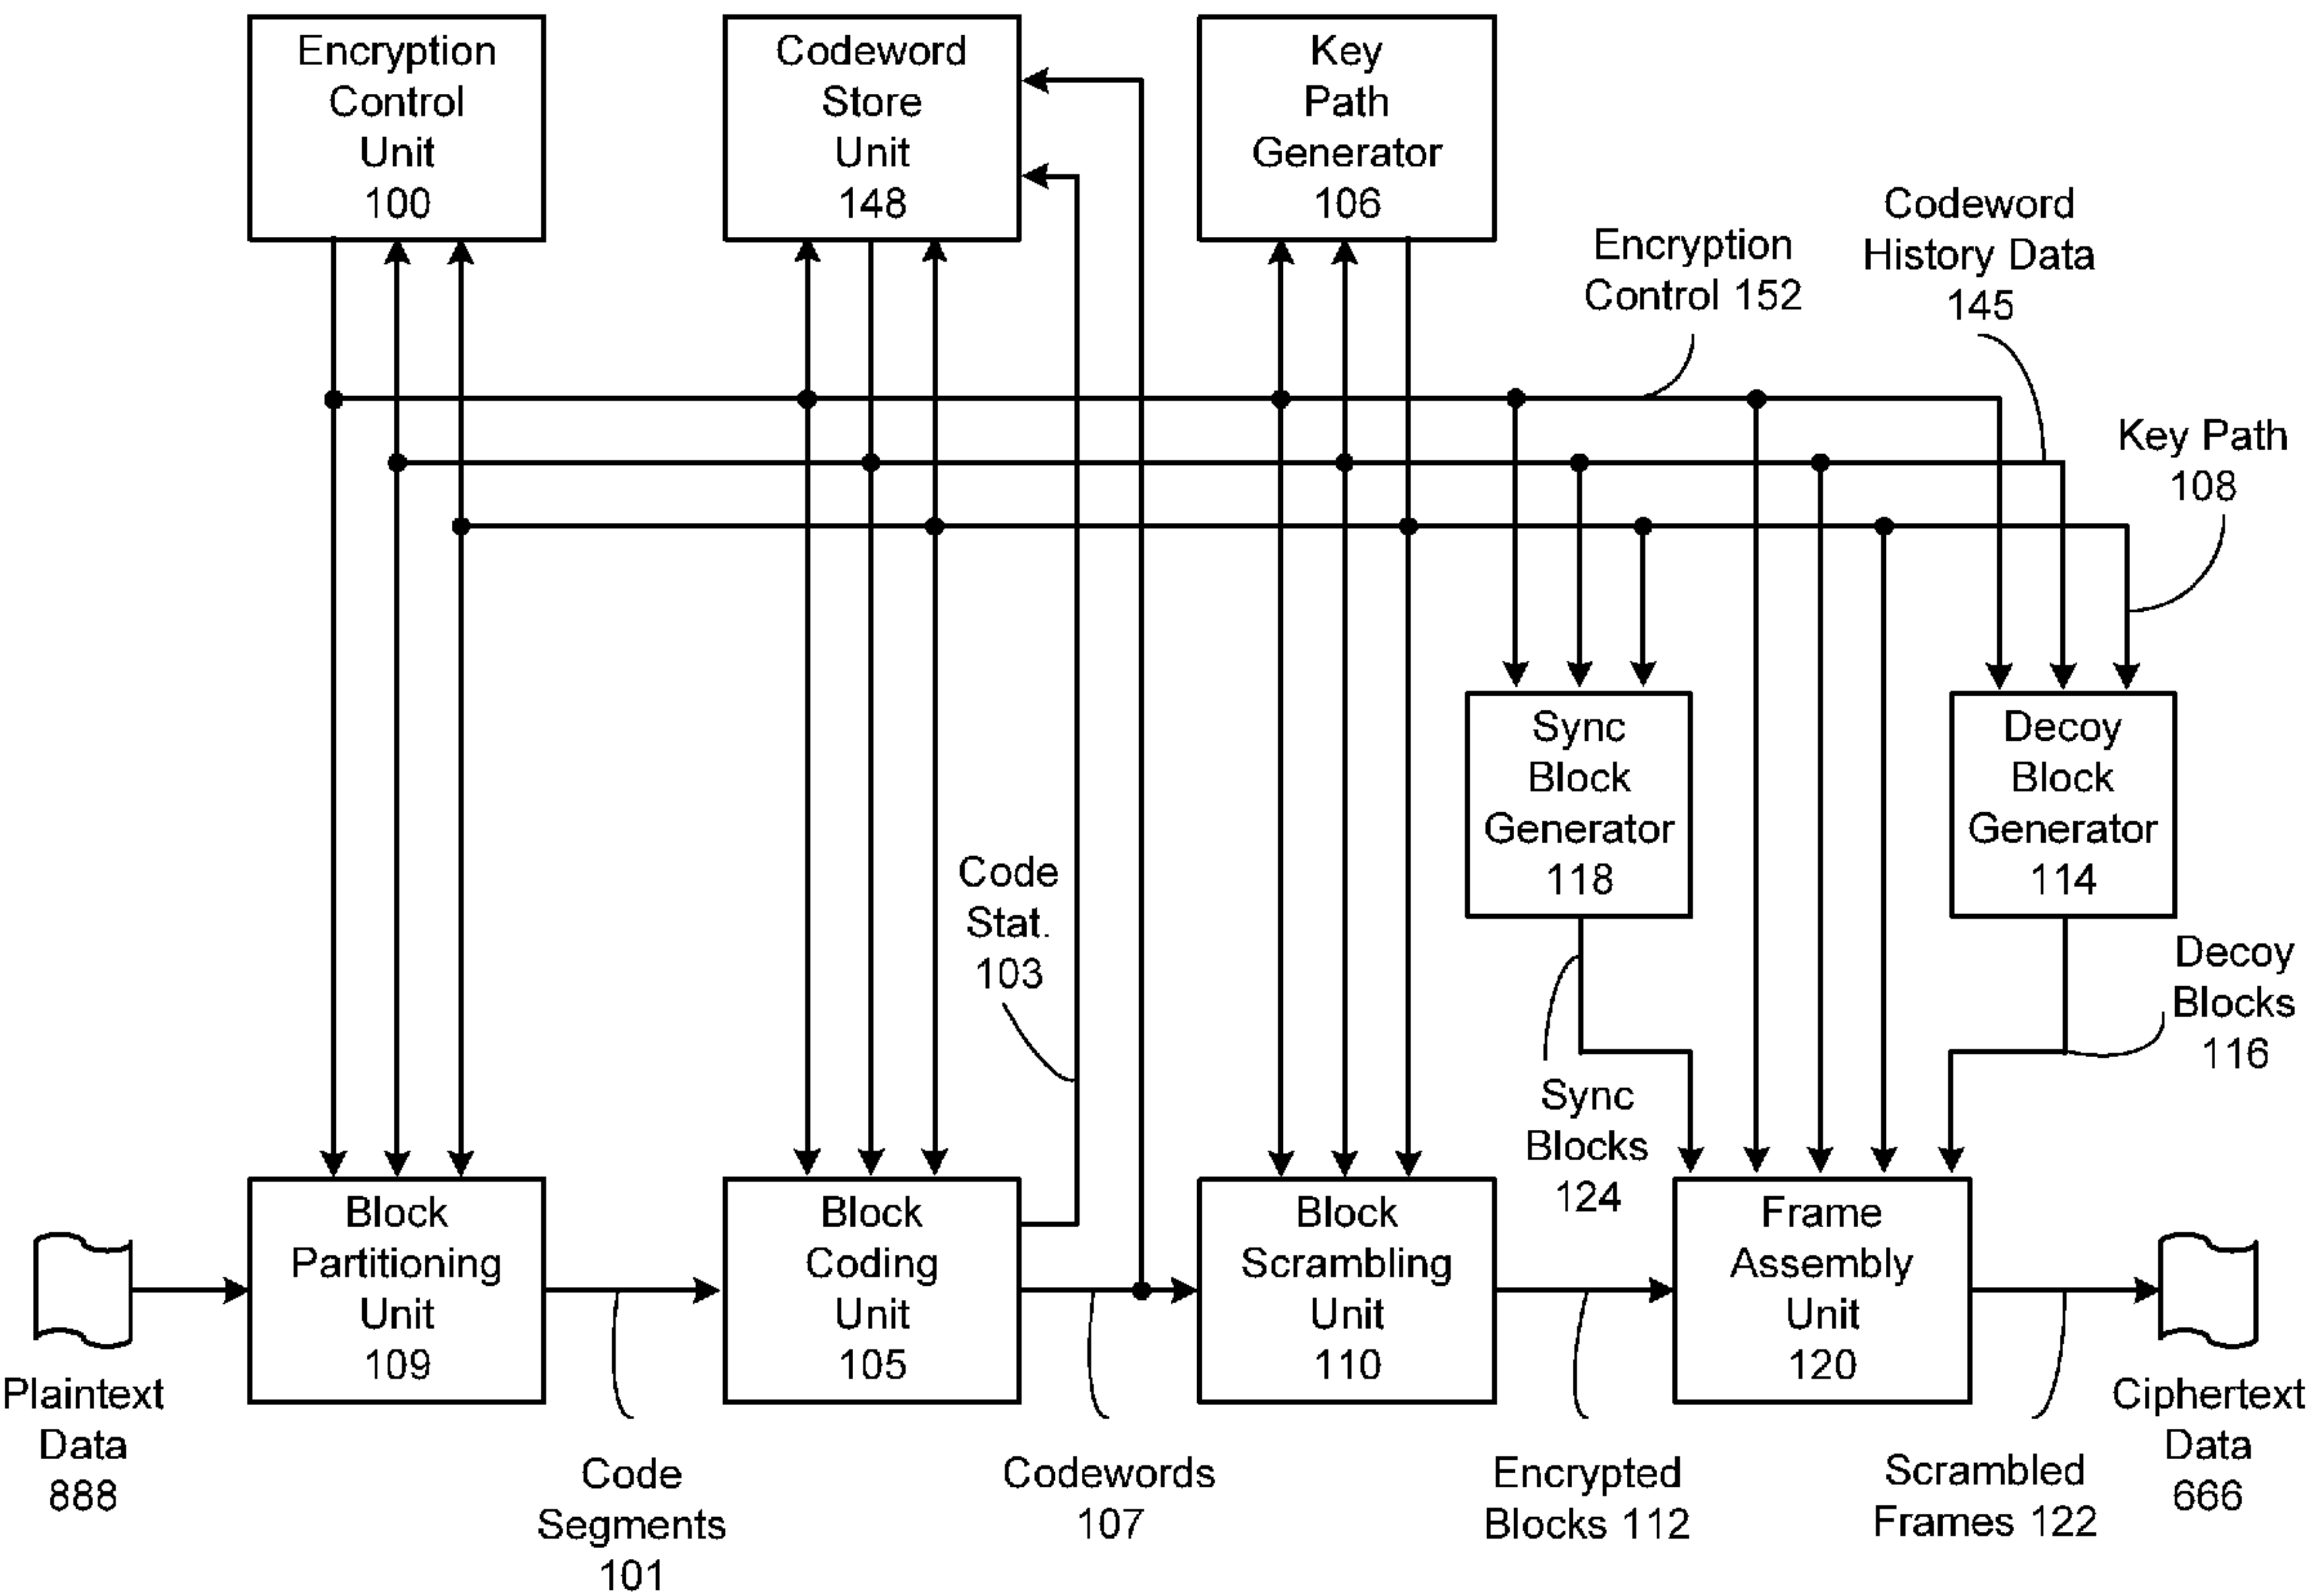 Encryption
Control
Unit
100
Codeword
Store
Unit
148
Key
Path
Generator
106
Encryption
Control 152
Codeword
History Data
145
Key Path
108
Sync
Block
Generator
118
Decoy
Block
Generator
114
Code
Stat.
103
Decoy
Blocks
116
Sync
Blocks
124
Block
Partitioning
Unit
109
Block
Coding
Unit
105
Block
Scrambling
Unit
110
Frame
Assembly
Unit
120
Plaintext
Data
888
Code
Segments
101
Codewords
107
Encrypted
Blocks 112
Scrambled
Frames 122
Ciphertext
Data
666